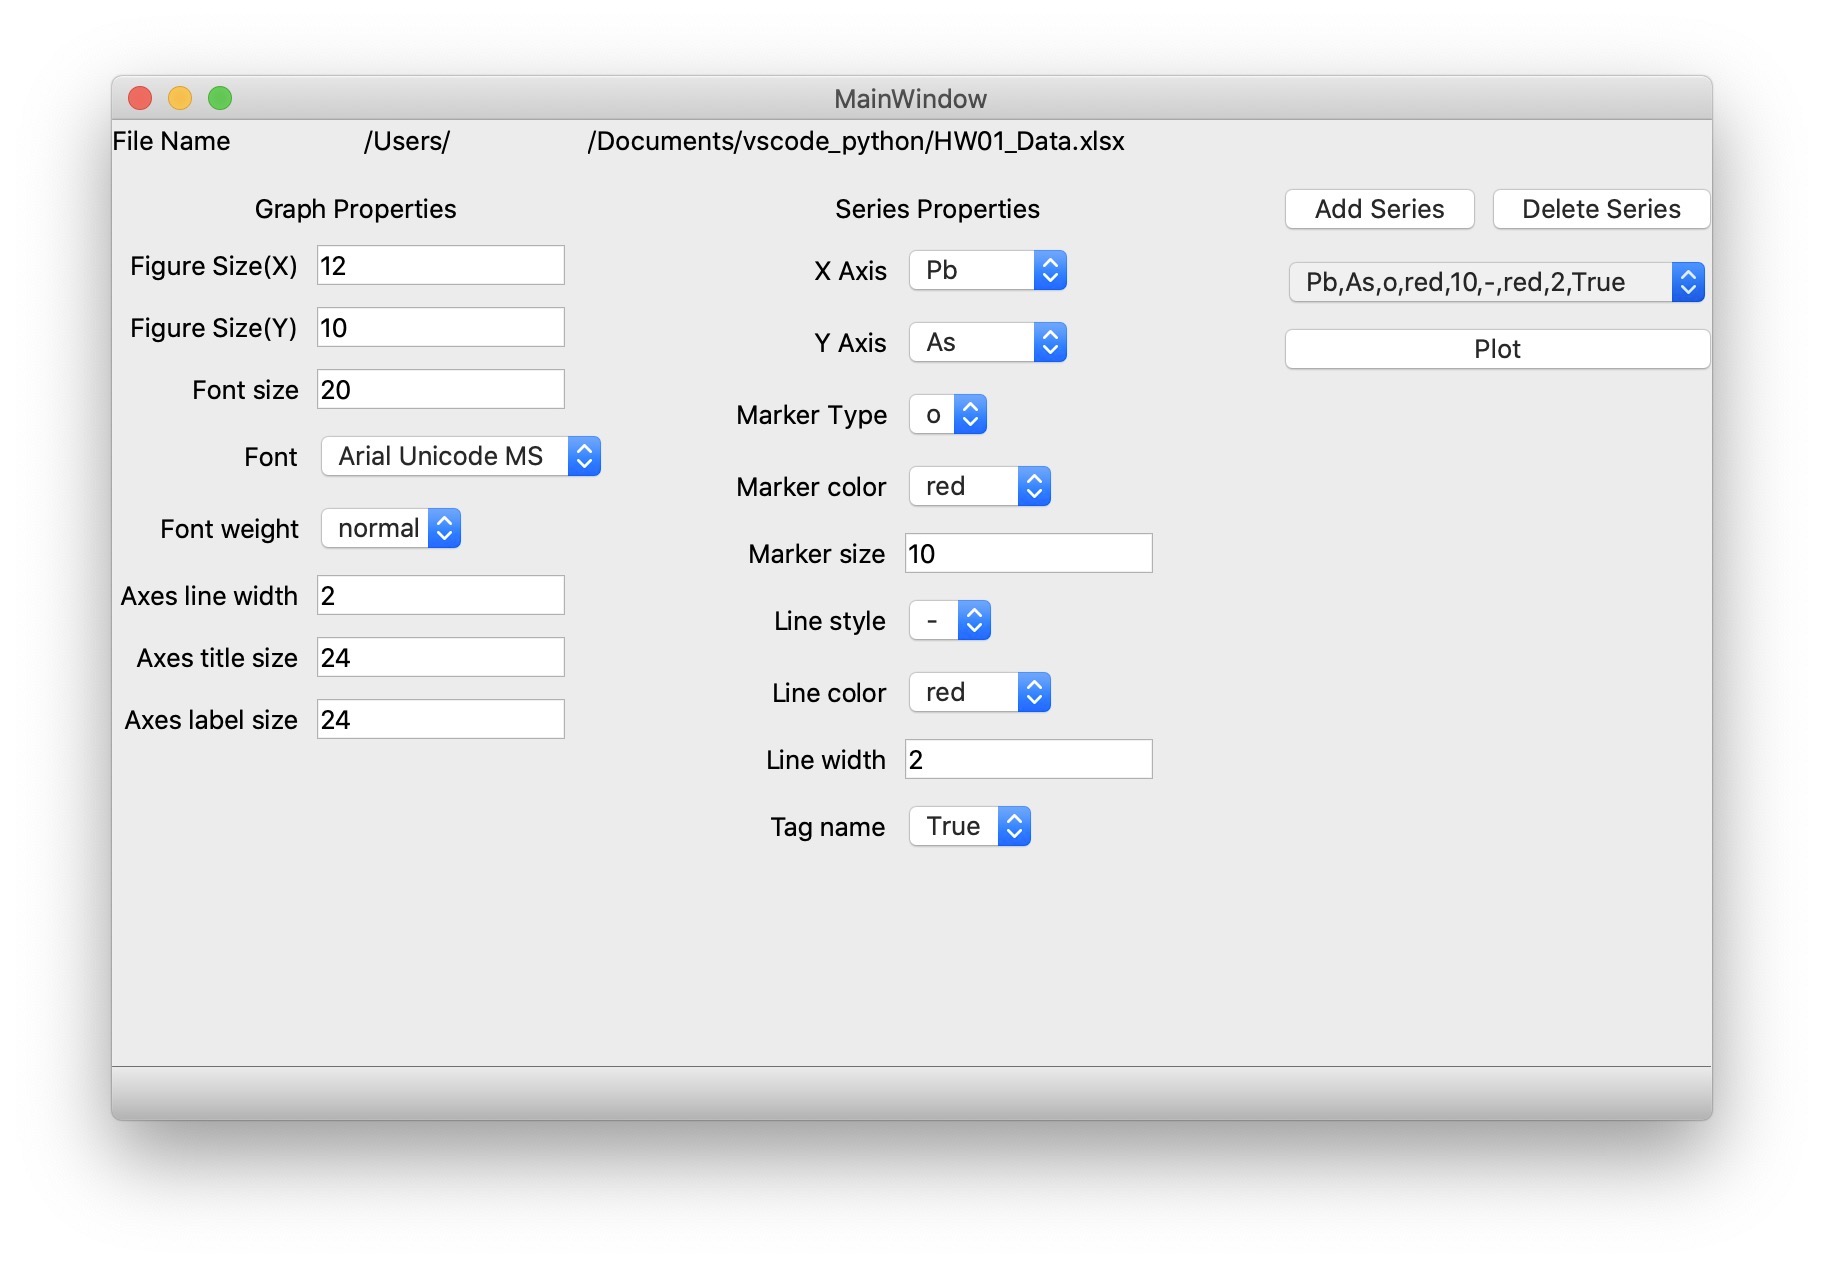 MainWindow
File Name /Users/ /Documents/vscode_python/HW01_Data.xlsx
Graph Properties
Figure Size(X) 12
Figure Size(Y) 10
Font size 20
Font Arial Unicode MS
Font weight normal
Axes line width 2
Axes title size 24
Axes label size 24
Series Properties
X Axis Pb
Y Axis As
Marker Type o
Marker color red
Marker size 10
Line style -
Line color red
Line width 2
Tag name True
Add Series Delete Series
Pb,As,o,red,10,-,red,2,True
Plot